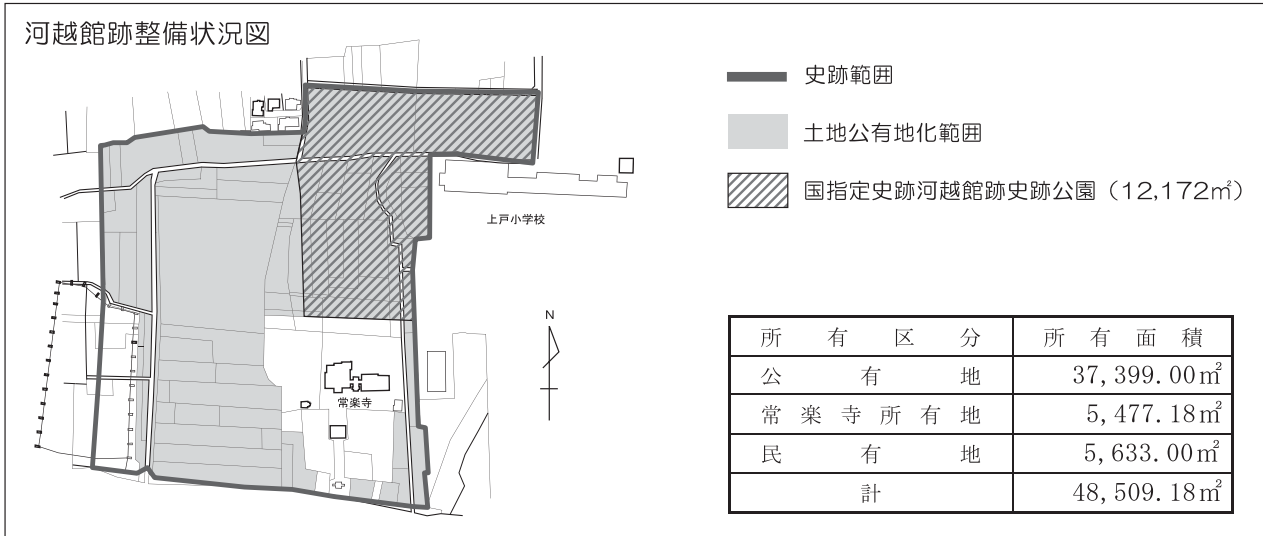 河越館跡整備状況図
史跡範囲
土地公有地化範囲
国指定史跡河越館跡史跡公園（12,172㎡）
上戸小学校
N
常楽寺
所有区分 所有面積
公有地 37,399.00㎡
常楽寺所有地 5,477.18㎡
民有地 5,633.00㎡
計 48,509.18㎡